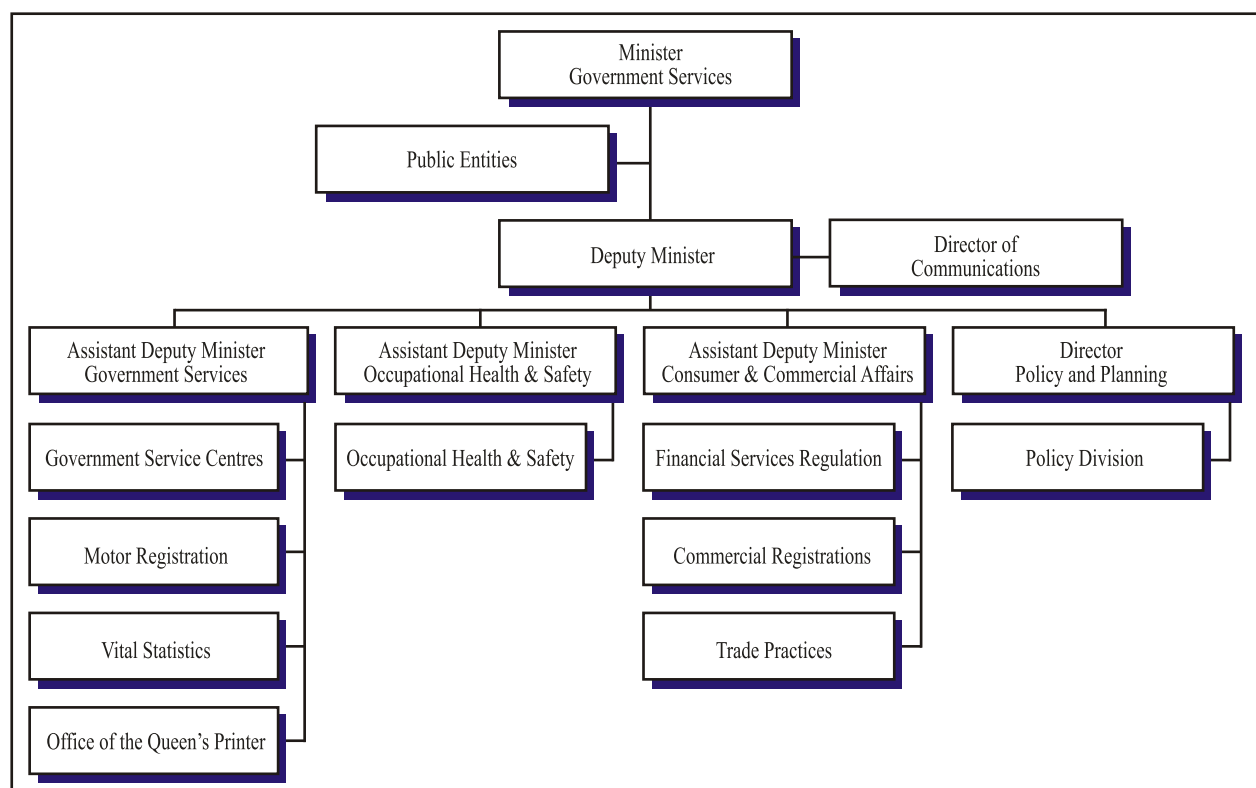 Minister
Government Services
Public Entities
Deputy Minister
Director of
Communications
Assistant Deputy Minister
Government Services
Assistant Deputy Minister
Occupational Health & Safety
Assistant Deputy Minister
Consumer & Commercial Affairs
Director
Policy and Planning
Government Service Centres
Occupational Health & Safety
Financial Services Regulation
Policy Division
Motor Registration
Commercial Registrations
Vital Statistics
Trade Practices
Office of the Queen’s Printer